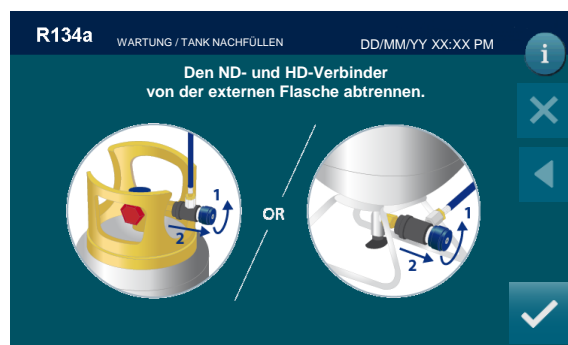 R134a WARTUNG / TANK NACHFÜLLEN DD/MM/YY XX:XX PM
i
Den ND- und HD-Verbinder
von der externen Flasche abtrennen.
1
2
OR
1
2